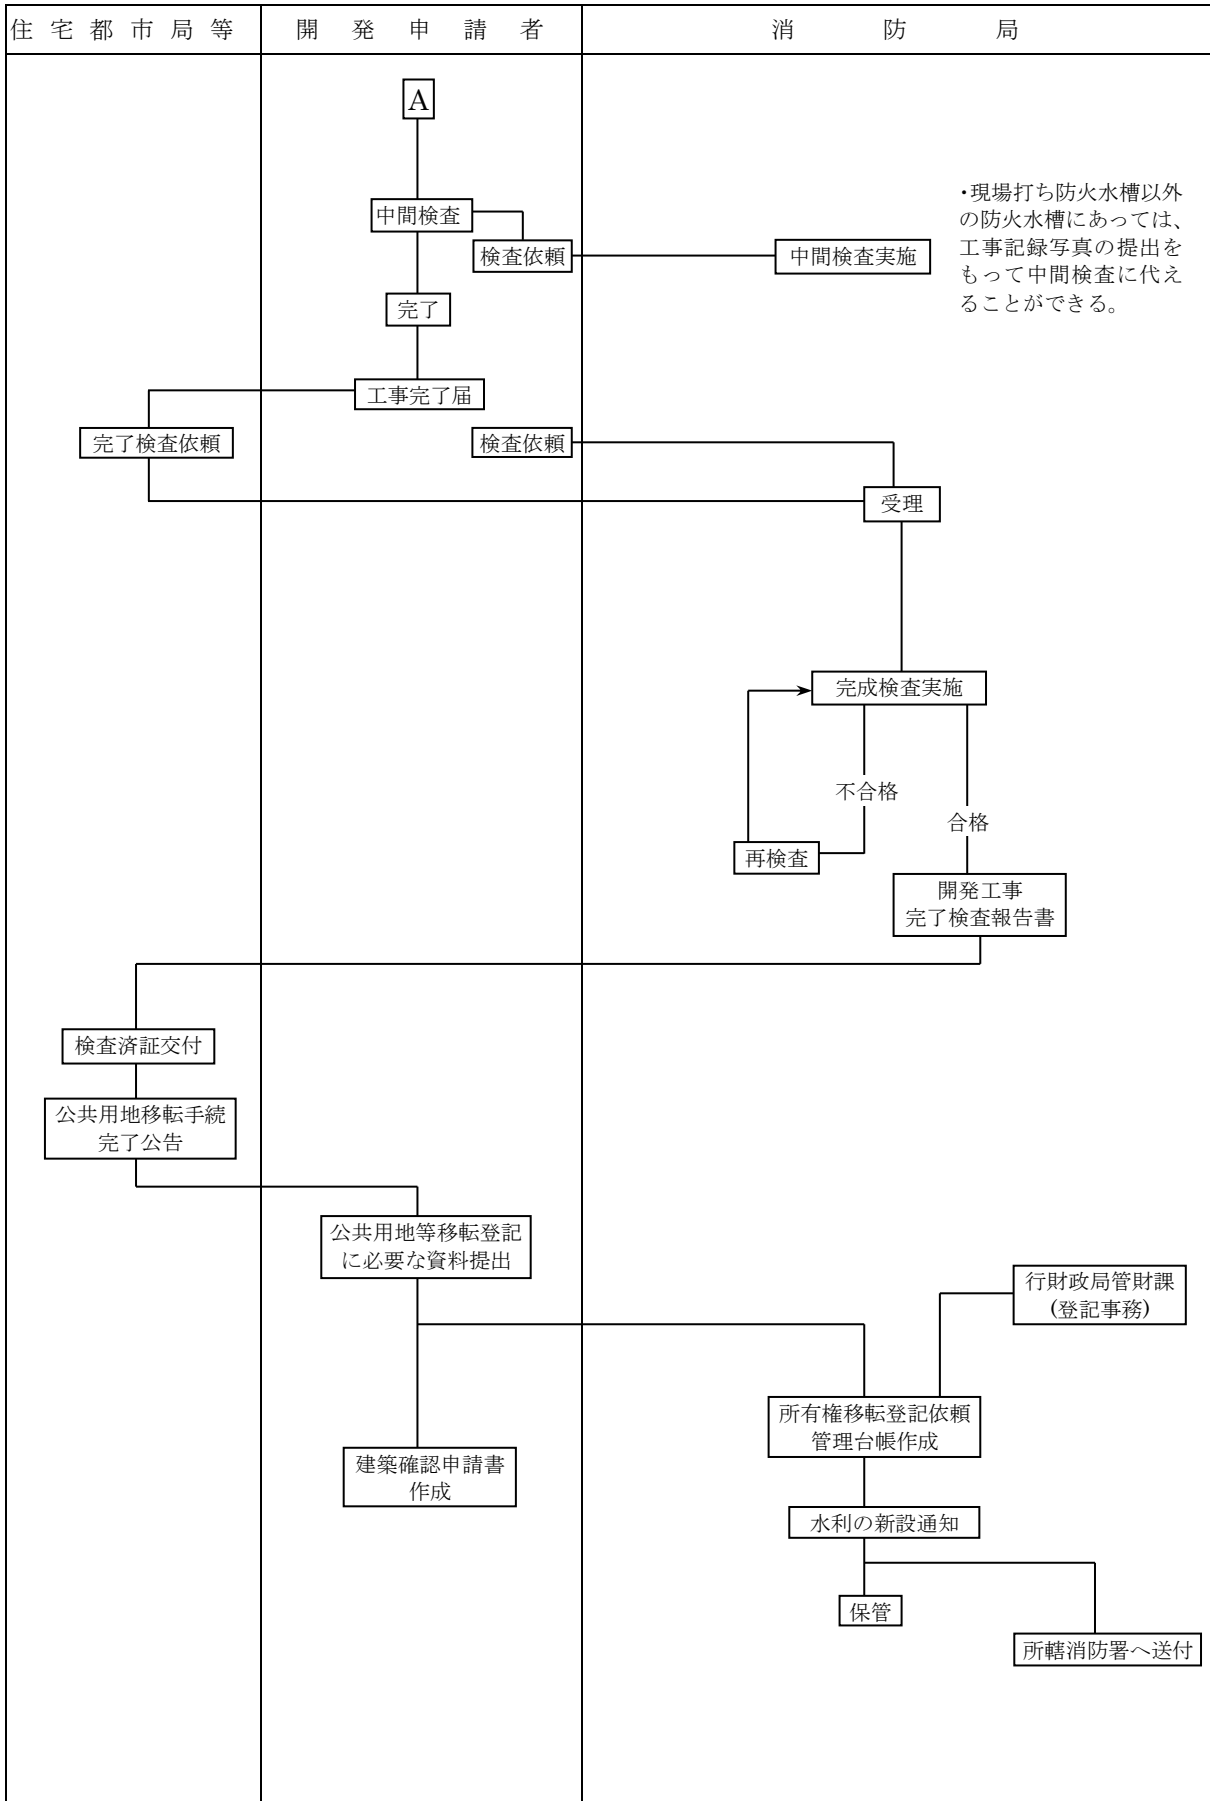 住宅都市局等
開発申請者
消防局
A
・現場打ち防火水槽以外
の防火水槽にあっては、
工事記録写真の提出を
もって中間検査に代え
ることができる。
中間検査
検査依頼
中間検査実施
完了
工事完了届
完了検査依頼
検査依頼
受理
完成検査実施
不合格
合格
再検査
開発工事
完了検査報告書
検査済証交付
公共用地移転手続
完了公告
公共用地等移転登記
に必要な資料提出
行財政局管財課
(登記事務)
所有権移転登記依頼
管理台帳作成
建築確認申請書
作成
水利の新設通知
保管
所轄消防署へ送付